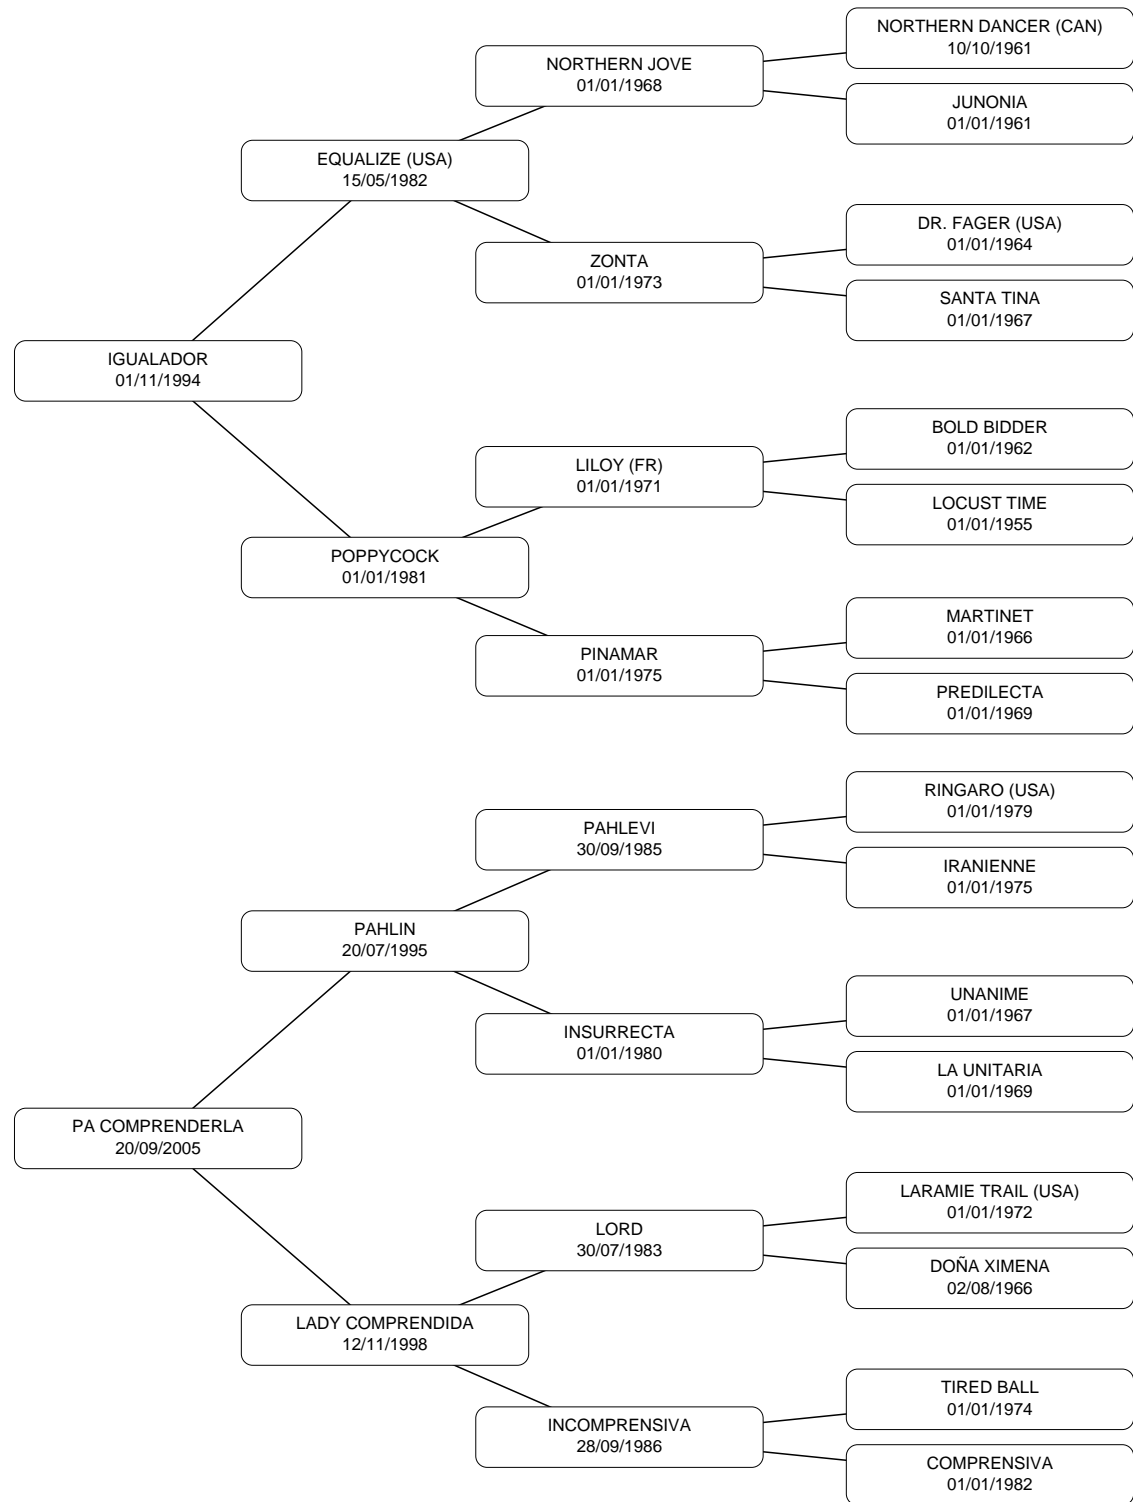 NORTHERN DANCER (CAN)
10/10/1961
NORTHERN JOVE
01/01/1968
JUNONIA
01/01/1961
EQUALIZE (USA)
15/05/1982
DR. FAGER (USA)
01/01/1964
ZONTA
01/01/1973
SANTA TINA
01/01/1967
IGUALADOR
01/11/1994
BOLD BIDDER
01/01/1962
LILOY (FR)
01/01/1971
LOCUST TIME
01/01/1955
POPPYCOCK
01/01/1981
MARTINET
01/01/1966
PINAMAR
01/01/1975
PREDILECTA
01/01/1969
RINGARO (USA)
01/01/1979
PAHLEVI
30/09/1985
IRANIENNE
01/01/1975
PAHLIN
20/07/1995
UNANIME
01/01/1967
INSURRECTA
01/01/1980
LA UNITARIA
01/01/1969
PA COMPRENDERLA
20/09/2005
LARAMIE TRAIL (USA)
01/01/1972
LORD
30/07/1983
DOÑA XIMENA
02/08/1966
LADY COMPRENDIDA
12/11/1998
TIRED BALL
01/01/1974
INCOMPRENSIVA
28/09/1986
COMPRENSIVA
01/01/1982